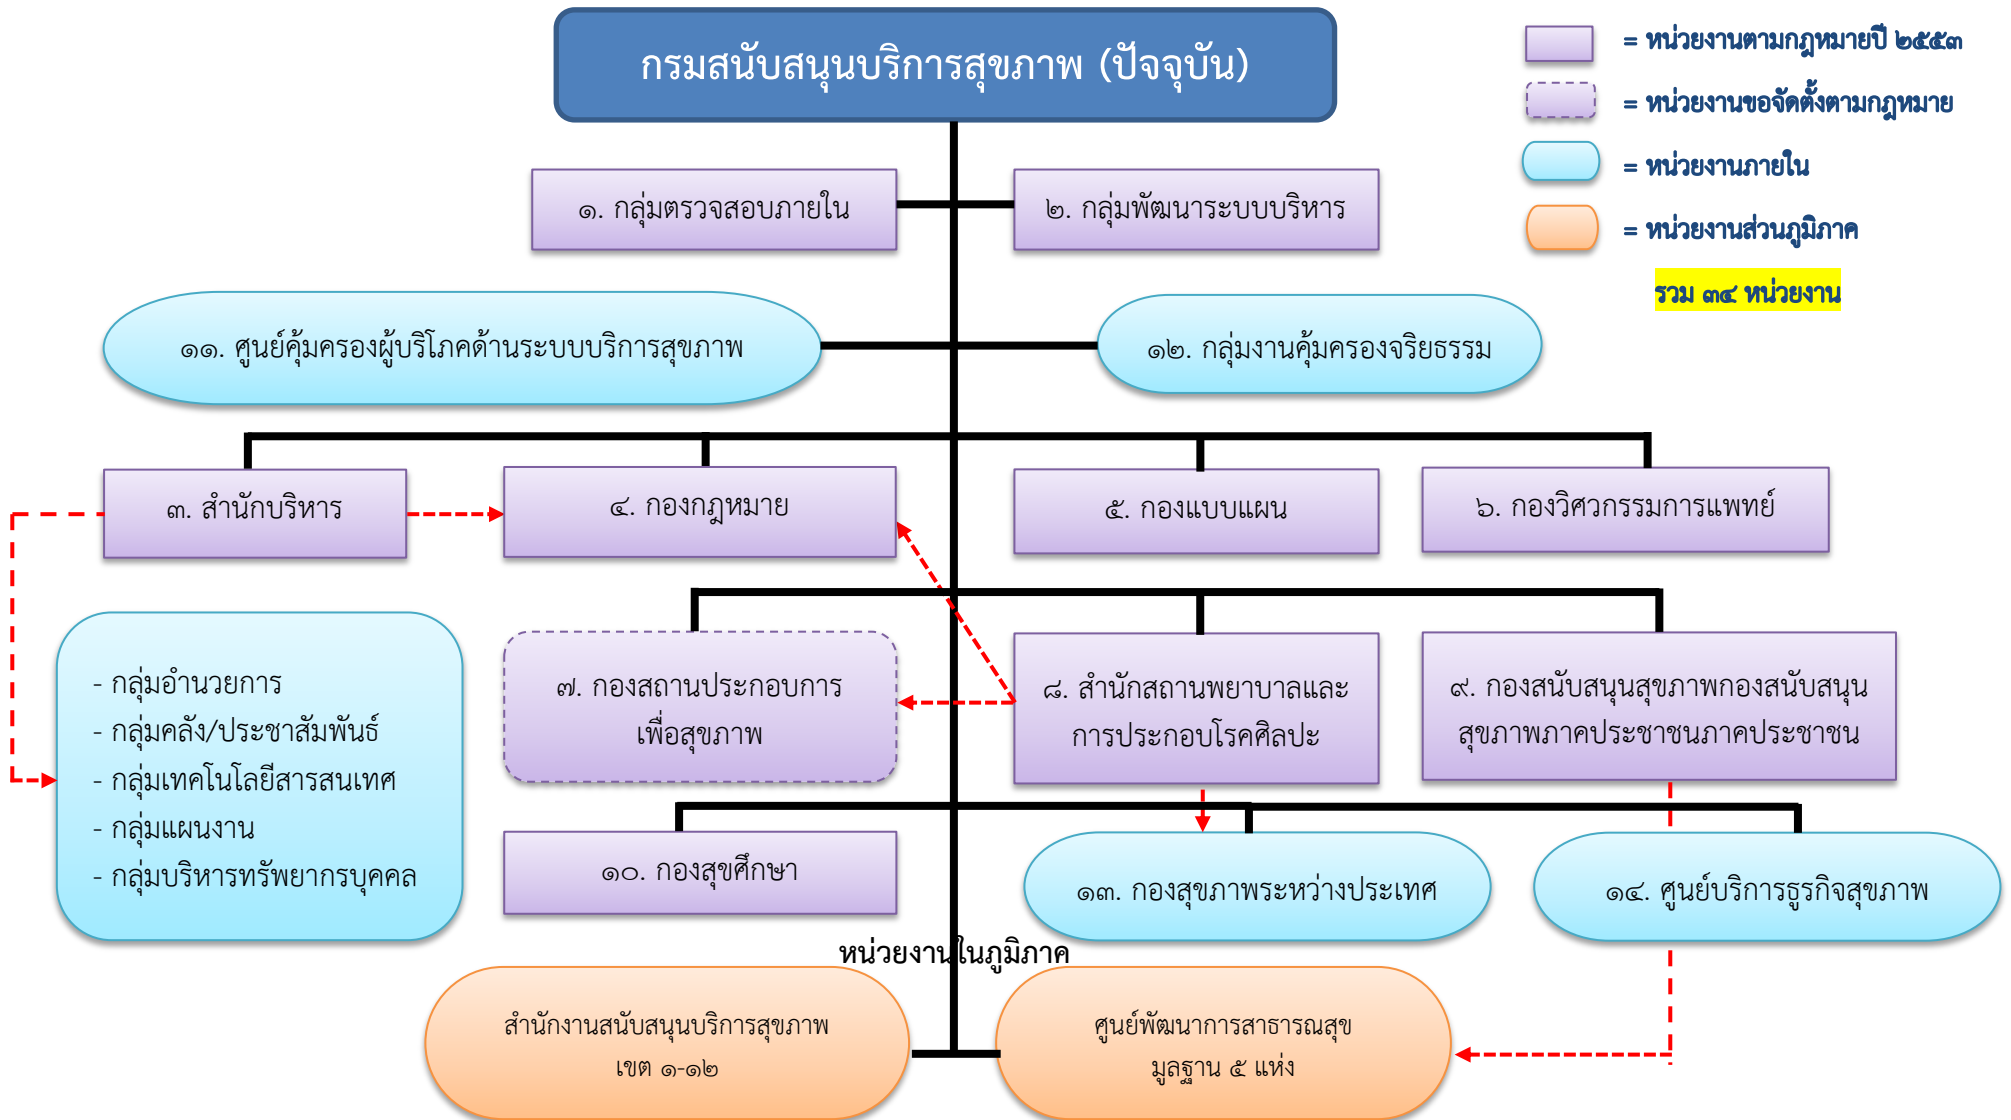 กรมสนับสนุนบริการสุขภาพ (ปัจจุบัน)
= หน่วยงานตามกฎหมายปี ๒๕๕๓
= หน่วยงานขอจัดตั้งตามกฎหมาย
= หน่วยงานภายใน
= หน่วยงานส่วนภูมิภาค
รวม ๓๔ หน่วยงาน
๑. กลุ่มตรวจสอบภายใน
๒. กลุ่มพัฒนาระบบบริหาร
๑๑. ศูนย์คุ้มครองผู้บริโภคด้านระบบบริการสุขภาพ
๑๒. กลุ่มงานคุ้มครองจริยธรรม
๓. สำนักบริหาร
๔. กองกฎหมาย
๕. กองแบบแผน
๖. กองวิศวกรรมการแพทย์
- กลุ่มอำนวยการ
- กลุ่มคลัง/ประชาสัมพันธ์
- กลุ่มเทคโนโลยีสารสนเทศ
- กลุ่มแผนงาน
- กลุ่มบริหารทรัพยากรบุคคล
๗. กองสถานประกอบการ
เพื่อสุขภาพ
๘. สำนักสถานพยาบาลและ
การประกอบโรคศิลปะ
๙. กองสนับสนุนสุขภาพกองสนับสนุน
สุขภาพภาคประชาชนภาคประชาชน
๑๐. กองสุขศึกษา
๑๓. กองสุขภาพระหว่างประเทศ
๑๔. ศูนย์บริการธูรกิจสุขภาพ
หน่วยงานในภูมิภาค
สำนักงานสนับสนุนบริการสุขภาพ
เขต ๑-๑๒
ศูนย์พัฒนาการสาธารณสุข
มูลฐาน ๕ แห่ง